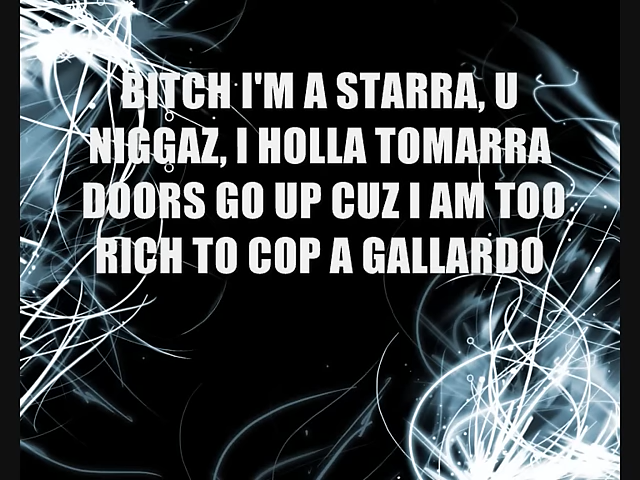 BITCH I'M A STARRA, U
NIGGAZ, I HOLLA TOMARRA
DOORS GO UP CUZ I AM TOO
RICH TO COP A GALLARDO